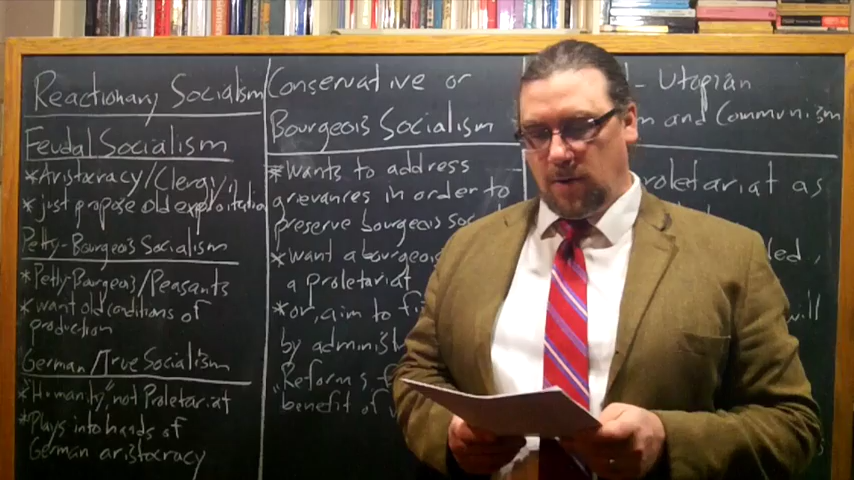 Reactionary Socialism
Feudal Socialism
*Aristocracy/Clergy
*just propose old exploitatio
Petty-Bourgeois Socialism
*Petty-Bourgeois/Peasants
*want old conditions of
production
German/True Socialism
*"Humanity," not Proletariat
*Plays into hands of
German aristocracy
Conservative or
Bourgeois Socialism
*wants to address
grievances in order to
preserve bourgeois soc
*want a bourgeois
a proletariat
*or, aim to fi
by administ
"Reforms f
benefit of
- Utopian
m and Communism
proletariat as
led,
will